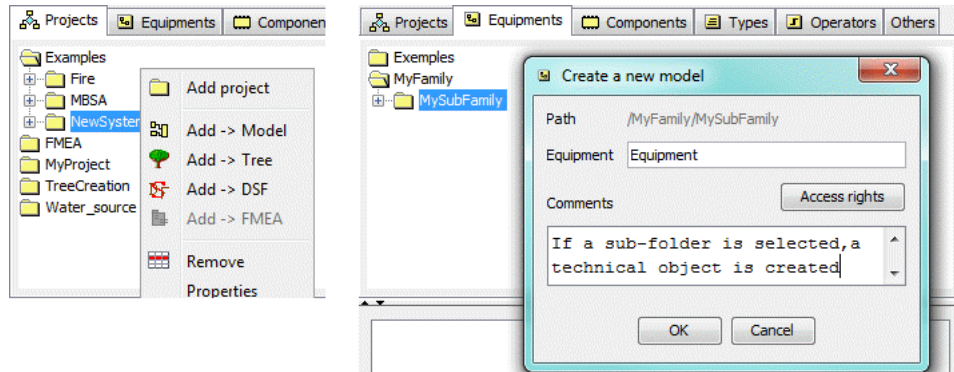 Projects Equipments Componen
Examples
Fire
MBSA
NewSystem
FMEA
MyProject
TreeCreation
Water_source
Add project
Add -> Model
Add -> Tree
Add -> DSF
Add -> FMEA
Remove
Properties
Projects Equipments Components Types Operators Others
Exemples
MyFamily
MySubFamily
Create a new model
Path /MyFamily/MySubFamily
Equipment Equipment
Comments Access rights
If a sub-folder is selected,a
technical object is created
OK Cancel